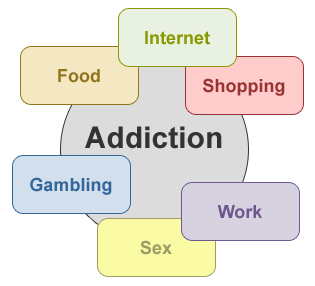 Internet
Food
Shopping
Addiction
Gambling
Work
Sex